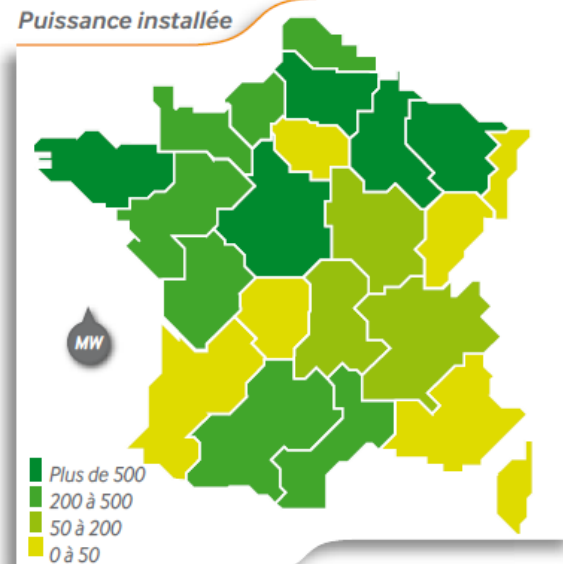 Puissance installée
MW
Plus de 500
200 à 500
50 à 200
0 à 50